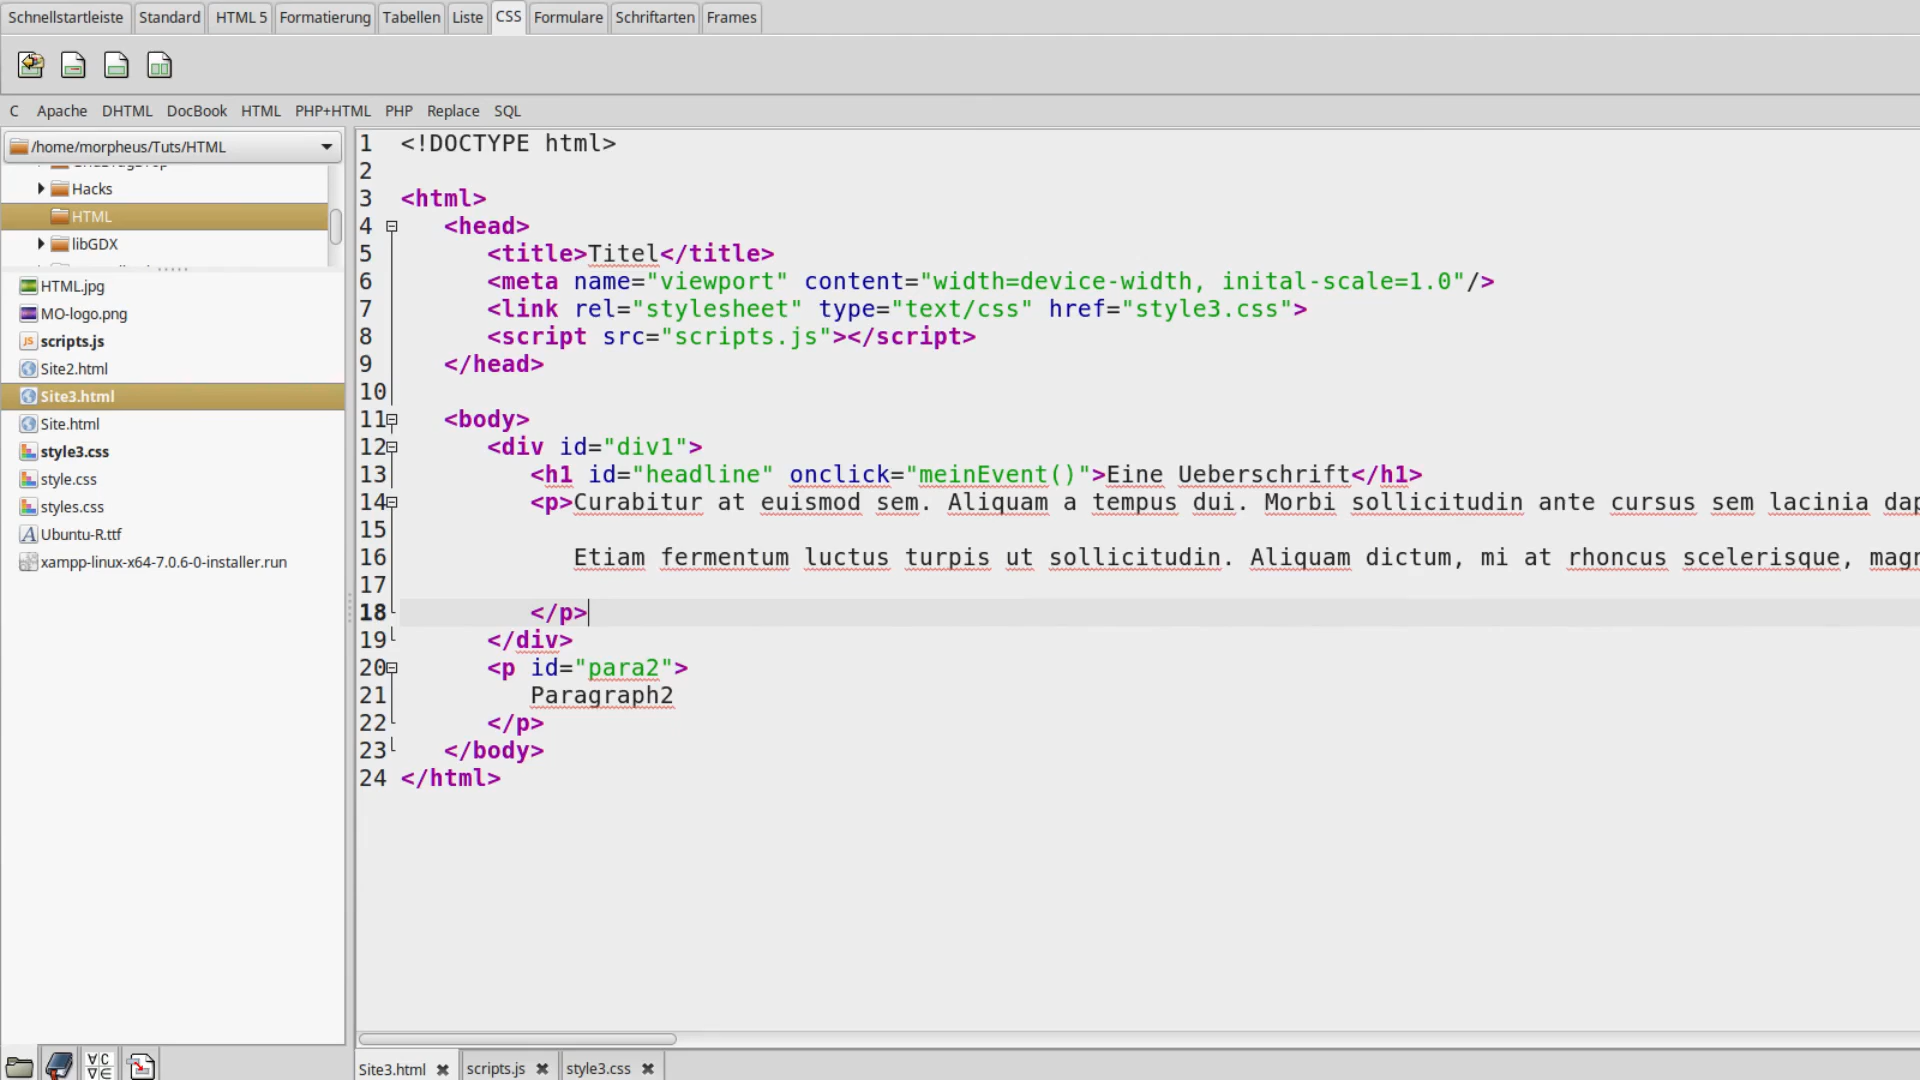 Schnellstartleiste Standard HTML 5 Formatierung Tabellen Liste CSS Formulare Schriftarten Frames
C Apache DHTML DocBook HTML PHP+HTML PHP Replace SQL
/home/morpheus/Tuts/HTML
Hacks
HTML
libGDX
HTML.jpg
MO-logo.png
scripts.js
Site2.html
Site3.html
Site.html
style3.css
style.css
styles.css
Ubuntu-R.ttf
xampp-linux-x64-7.0.6-0-installer.run
1 <!DOCTYPE html>
2
3 <html>
4 <head>
5 <title>Titel</title>
6 <meta name="viewport" content="width=device-width, inital-scale=1.0"/>
7 <link rel="stylesheet" type="text/css" href="style3.css">
8 <script src="scripts.js"></script>
9 </head>
10
11 <body>
12 <div id="div1">
13 <h1 id="headline" onclick="meinEvent()">Eine Ueberschrift</h1>
14 <p>Curabitur at euismod sem. Aliquam a tempus dui. Morbi sollicitudin ante cursus sem lacinia dap
15
16 Etiam fermentum luctus turpis ut sollicitudin. Aliquam dictum, mi at rhoncus scelerisque, magn
17
18 </p>
19 </div>
20 <p id="para2">
21 Paragraph2
22 </p>
23 </body>
24 </html>
Site3.html scripts.js style3.css